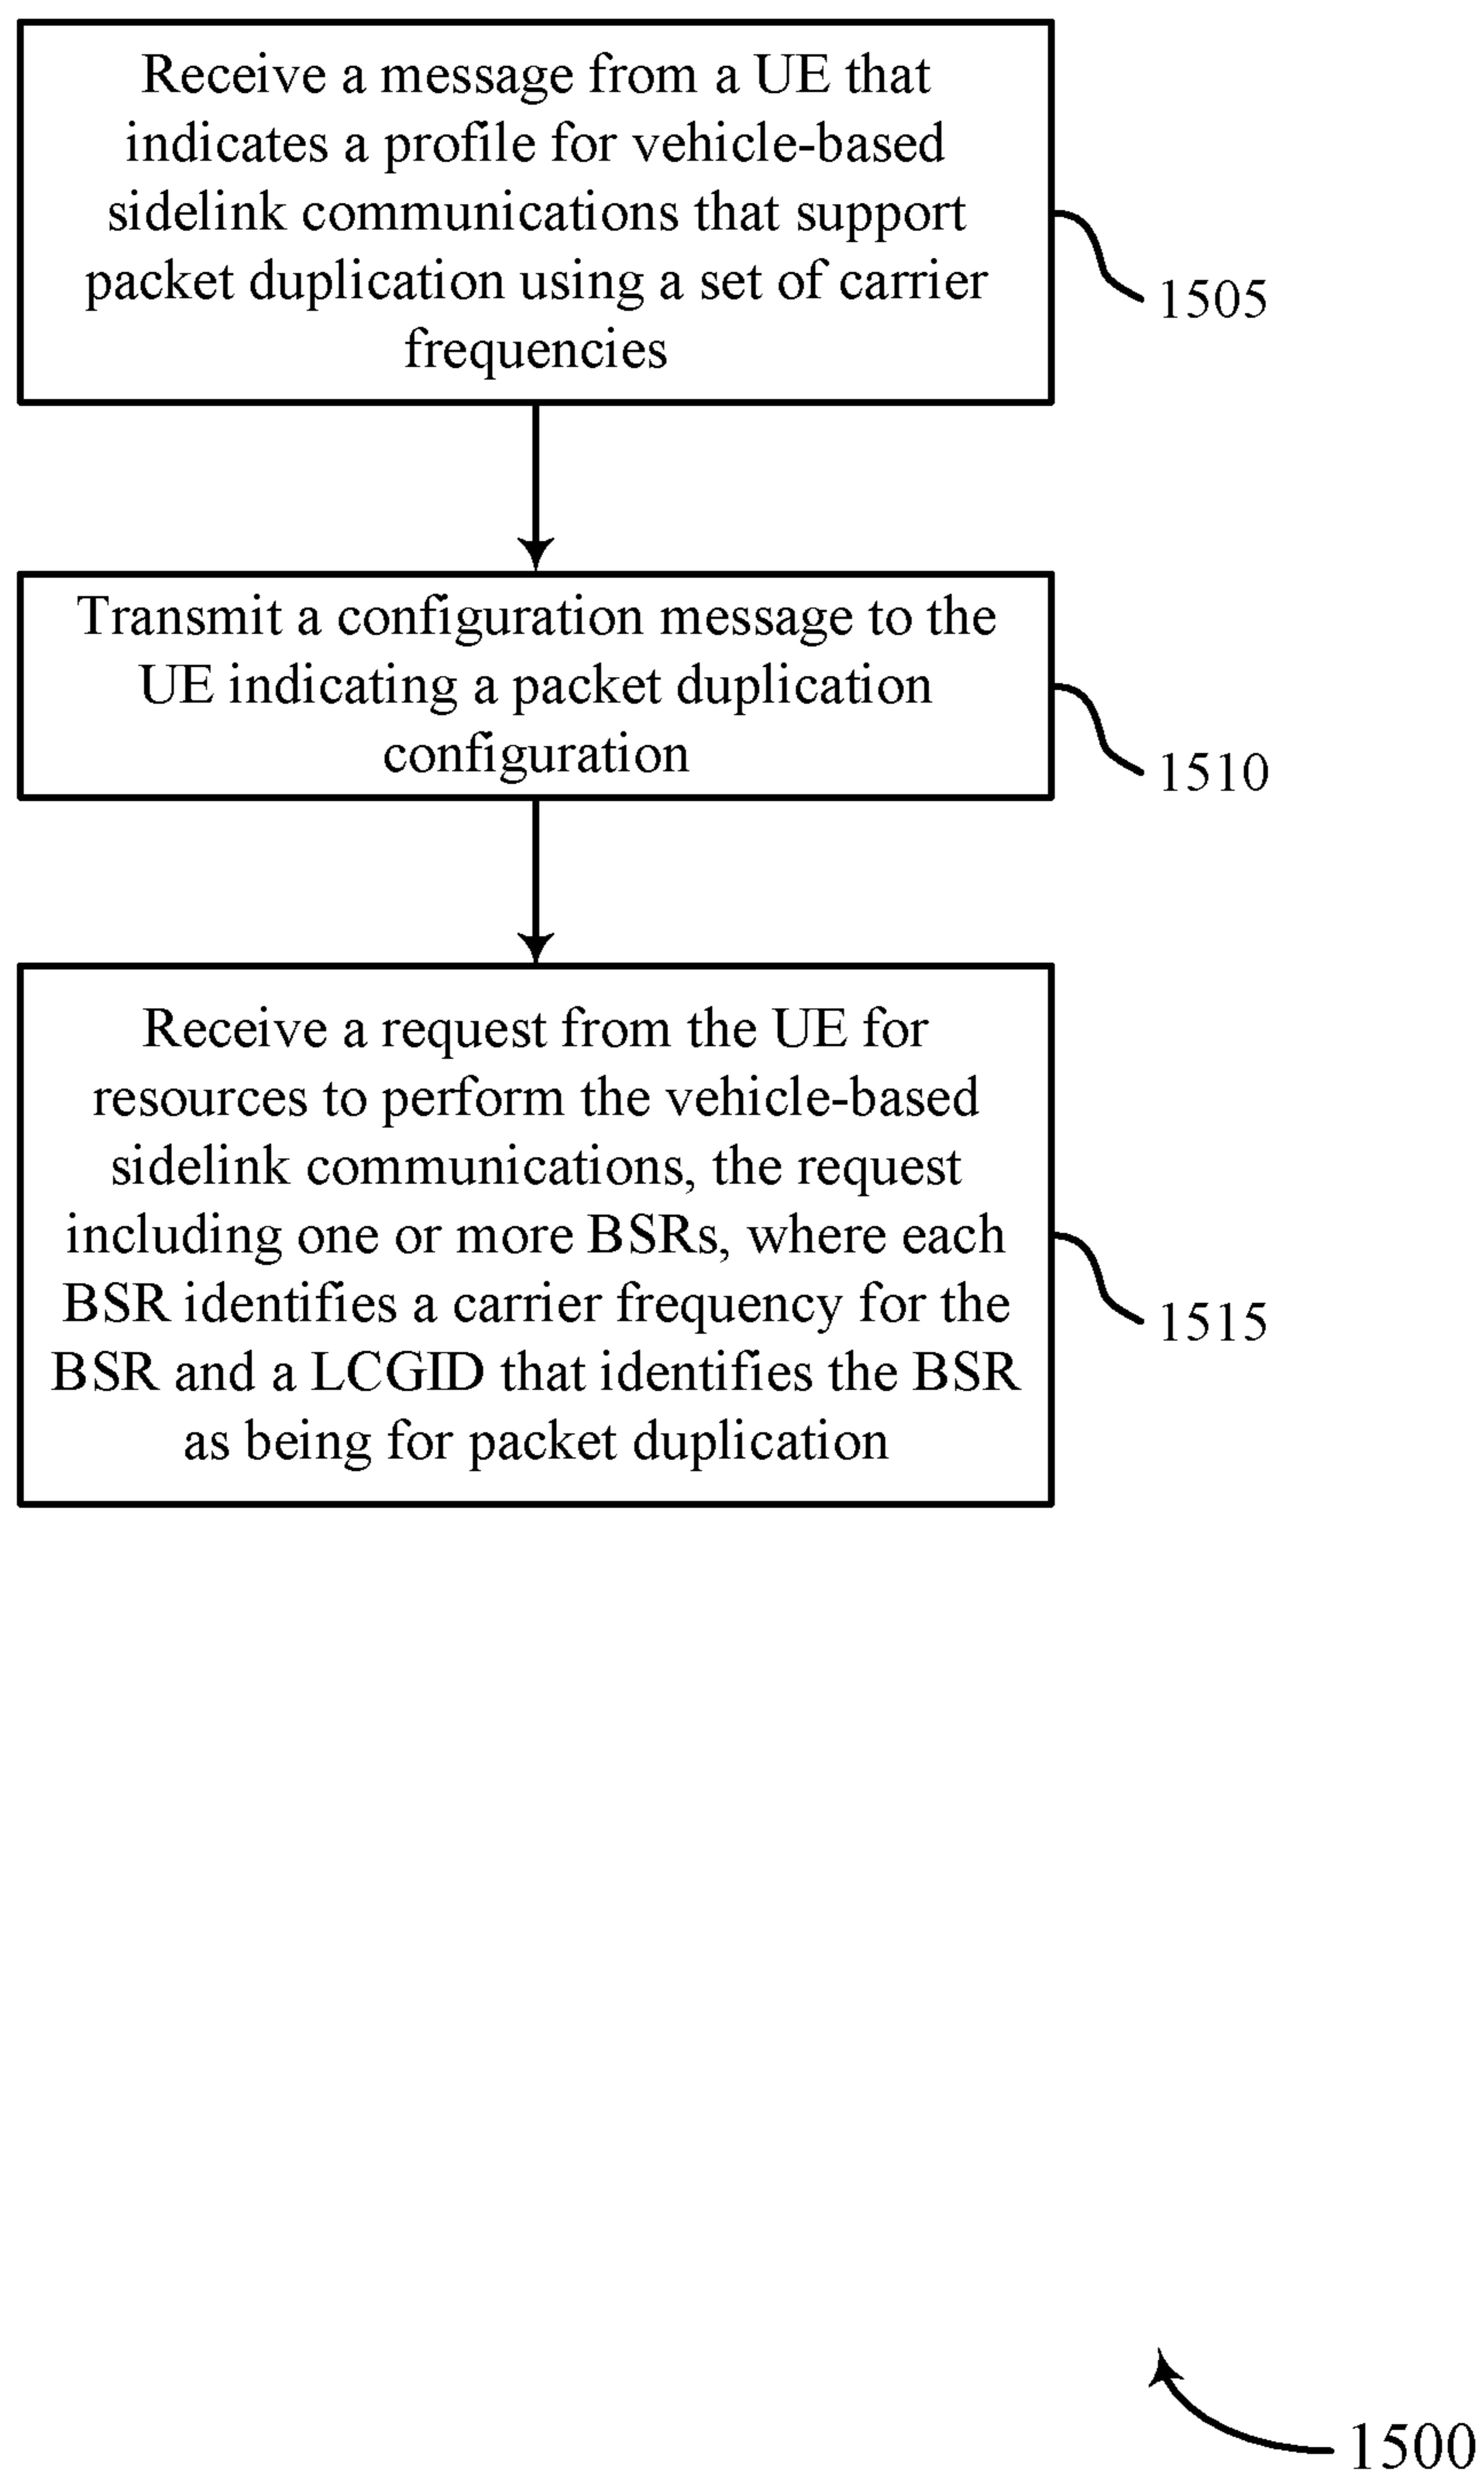 Receive a message from a UE that
indicates a profile for vehicle-based
sidelink communications that support
packet duplication using a set of carrier
frequencies
1505
Transmit a configuration message to the
UE indicating a packet duplication
configuration
1510
Receive a request from the UE for
resources to perform the vehicle-based
sidelink communications, the request
including one or more BSRs, where each
BSR identifies a carrier frequency for the
BSR and a LCGID that identifies the BSR
as being for packet duplication
1515
1500